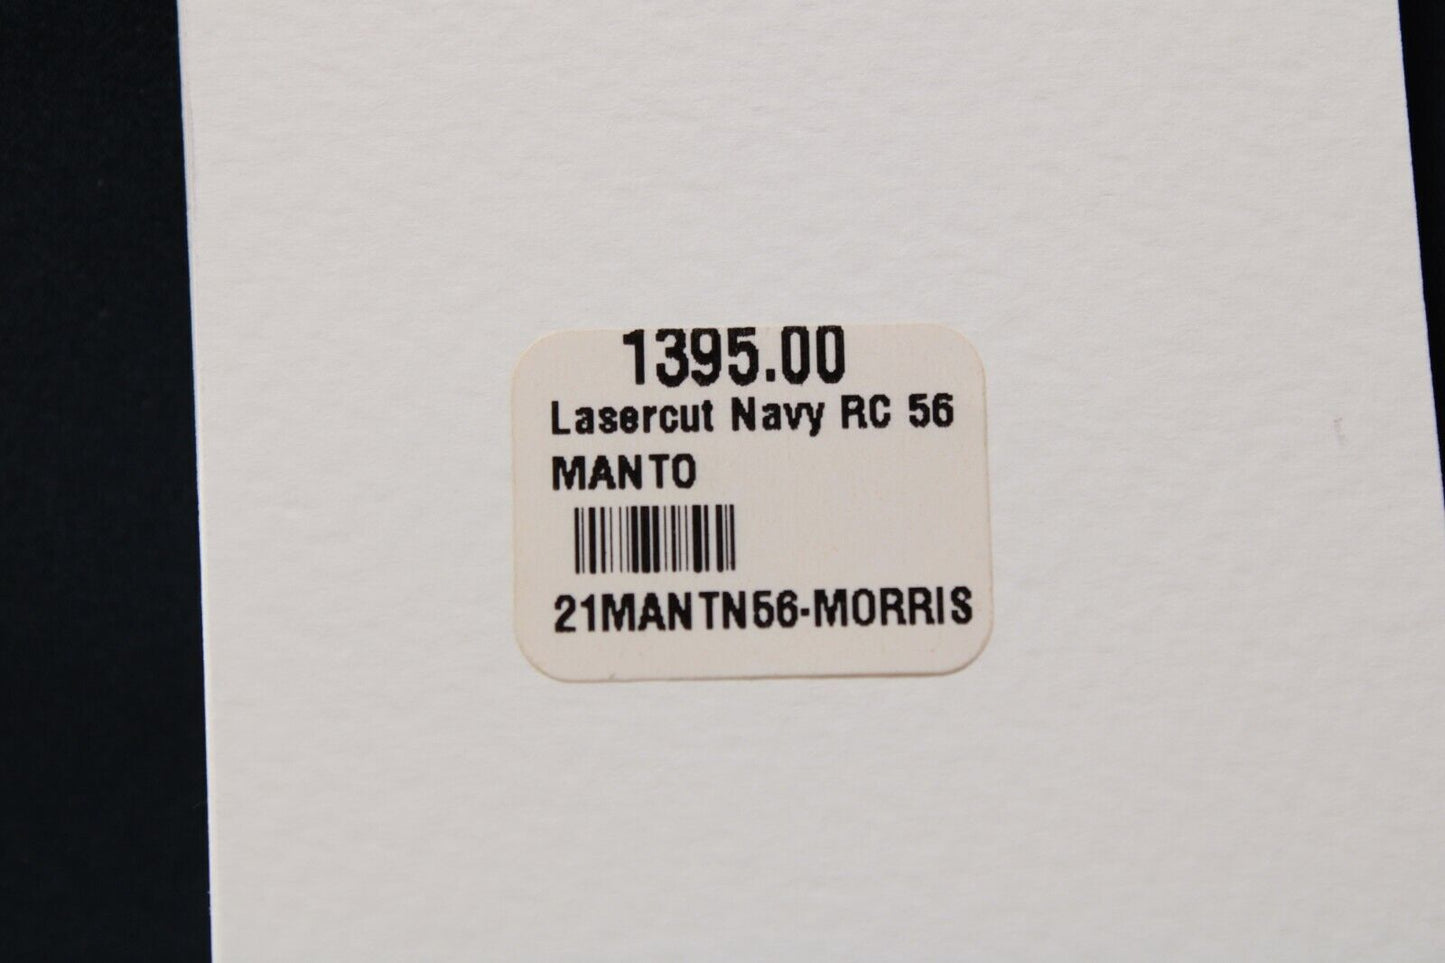 1395.00
Lasercut Navy RC 56
MANTO
21MANTN56-MORRIS